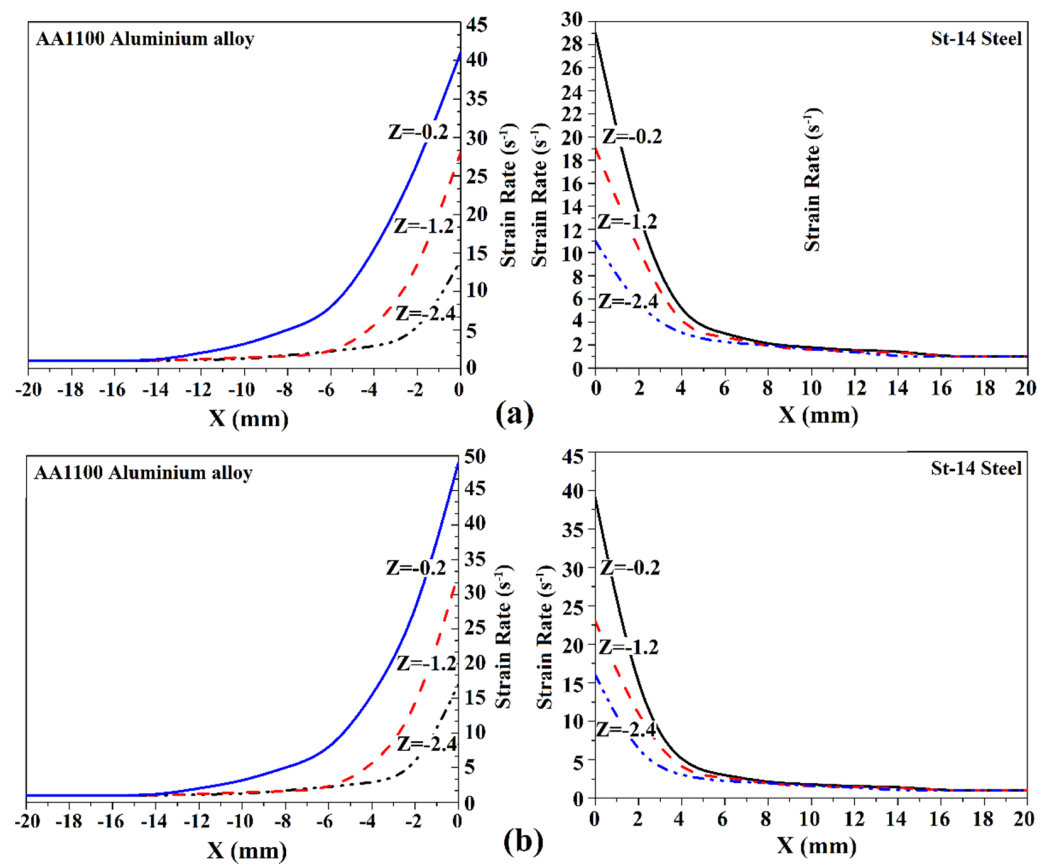 AA1100 Aluminium alloy
Z=-0.2
Z=-1.2
Z=-2.4
45
40
35
30
25
20
15
10
5
0
Strain Rate (s-1)
-20 -18 -16 -14 -12 -10 -8 -6 -4 -2 0
X (mm)
St-14 Steel
Strain Rate (s-1)
Strain Rate (s-1)
30
28
26
24
22
20
18
16
14
12
10
8
6
4
2
0
Z=-0.2
Z=-1.2
Z=-2.4
0 2 4 6 8 10 12 14 16 18 20
X (mm)
(a)
AA1100 Aluminium alloy
Z=-0.2
Z=-1.2
Z=-2.4
50
45
40
35
30
25
20
15
10
5
0
Strain Rate (s-1)
-20 -18 -16 -14 -12 -10 -8 -6 -4 -2 0
X (mm)
St-14 Steel
Strain Rate (s-1)
45
40
35
30
25
20
15
10
5
0
Z=-0.2
Z=-1.2
Z=-2.4
0 2 4 6 8 10 12 14 16 18 20
X (mm)
(b)